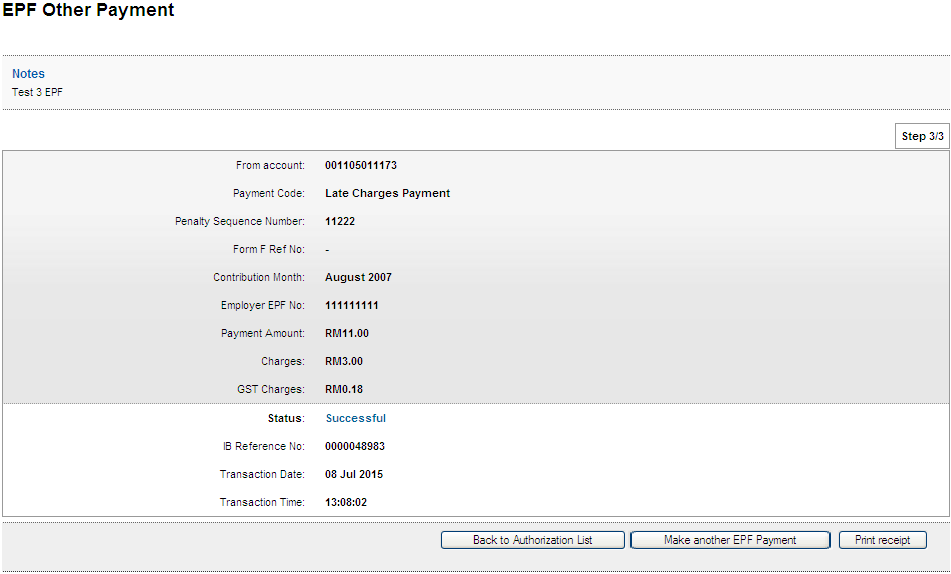 EPF Other Payment
Notes
Test 3 EPF
Step 3/3
From account: 001105011173
Payment Code: Late Charges Payment
Penalty Sequence Number: 11222
Form F Ref No: -
Contribution Month: August 2007
Employer EPF No: 111111111
Payment Amount: RM11.00
Charges: RM3.00
GST Charges: RM0.18
Status: Successful
IB Reference No: 0000048983
Transaction Date: 08 Jul 2015
Transaction Time: 13:08:02
Back to Authorization List Make another EPF Payment Print receipt